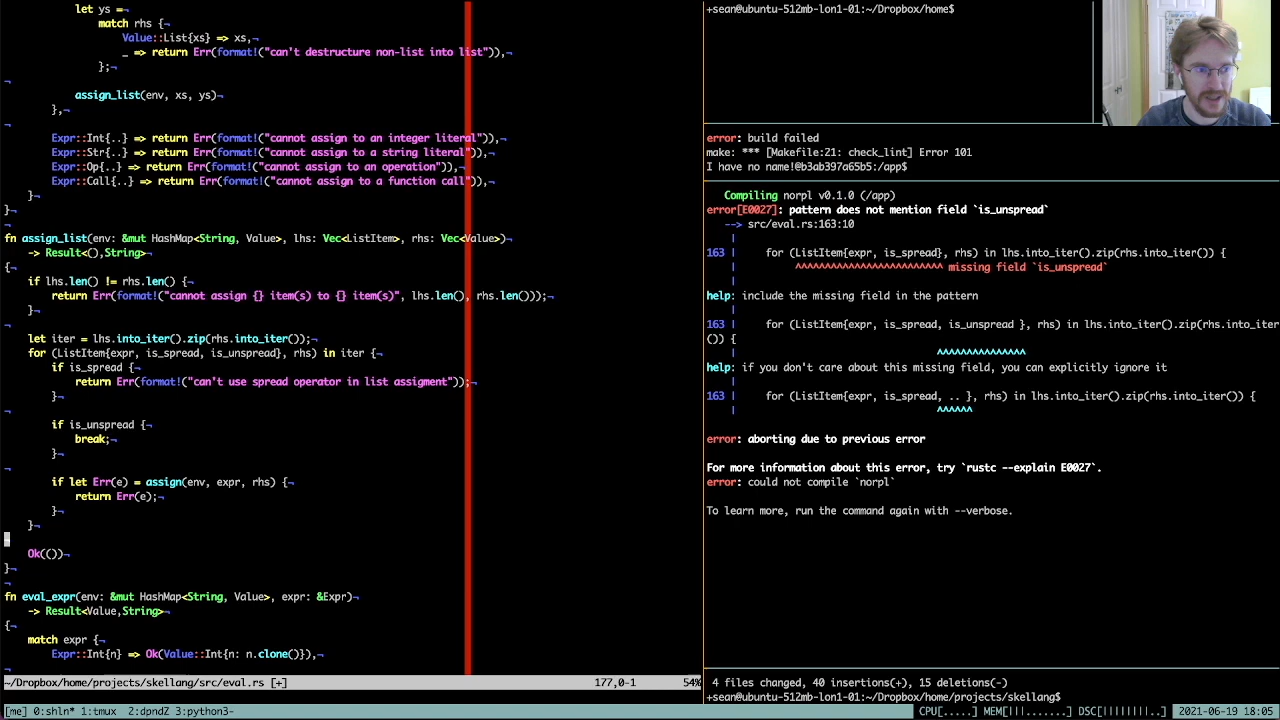 let ys =¬
match rhs {¬
Value::List{xs} => xs,¬
_ => return Err(format!("can't destructure non-list into list")),¬
};¬
¬
assign_list(env, xs, ys)¬
},¬
¬
Expr::Int{..} => return Err(format!("cannot assign to an integer literal")),¬
Expr::Str{..} => return Err(format!("cannot assign to a string literal")),¬
Expr::Op{..} => return Err(format!("cannot assign to an operation")),¬
Expr::Call{..} => return Err(format!("cannot assign to a function call")),¬
}¬
}¬
¬
fn assign_list(env: &mut HashMap<String, Value>, lhs: Vec<ListItem>, rhs: Vec<Value>)¬
-> Result<(),String>¬
{¬
if lhs.len() != rhs.len() {¬
return Err(format!("cannot assign {} item(s) to {} item(s)", lhs.len(), rhs.len()));¬
}¬
¬
let iter = lhs.into_iter().zip(rhs.into_iter());¬
for (ListItem{expr, is_spread, is_unspread}, rhs) in iter {¬
if is_spread {¬
return Err(format!("can't use spread operator in list assigment"));¬
}¬
¬
if is_unspread {¬
break;¬
}¬
¬
if let Err(e) = assign(env, expr, rhs) {¬
return Err(e);¬
}¬
}¬
¬
Ok(())¬
}¬
¬
fn eval_expr(env: &mut HashMap<String, Value>, expr: &Expr)¬
-> Result<Value,String>¬
{¬
match expr {¬
Expr::Int{n} => Ok(Value::Int{n: n.clone()}),¬
¬
~/Dropbox/home/projects/skellang/src/eval.rs [+] 177,0-1 54%
+sean@ubuntu-512mb-lon1-01:~/Dropbox/home$
error: build failed
make: *** [Makefile:21: check_lint] Error 101
I have no name!@b3ab397a65b5:/app$
Compiling norpl v0.1.0 (/app)
error[E0027]: pattern does not mention field `is_unspread`
--> src/eval.rs:163:10
|
163 | for (ListItem{expr, is_spread}, rhs) in lhs.into_iter().zip(rhs.into_iter()) {
| ^^^^^^^^^^^^^^^^^^^^^^^^^ missing field `is_unspread`
|
help: include the missing field in the pattern
|
163 | for (ListItem{expr, is_spread, is_unspread }, rhs) in lhs.into_iter().zip(rhs.into_iter
()) {
| ^^^^^^^^^^^^^^^
help: if you don't care about this missing field, you can explicitly ignore it
|
163 | for (ListItem{expr, is_spread, .. }, rhs) in lhs.into_iter().zip(rhs.into_iter()) {
| ^^^^^^
error: aborting due to previous error
For more information about this error, try `rustc --explain E0027`.
error: could not compile `norpl`
To learn more, run the command again with --verbose.
4 files changed, 40 insertions(+), 15 deletions(-)
+sean@ubuntu-512mb-lon1-01:~/Dropbox/home/projects/skellang$
[me] 0:shln* 1:tmux 2:dpndZ 3:python3- CPU[.....] MEM[|||.......] DSC[||||||||..] 2021-06-19 18:05